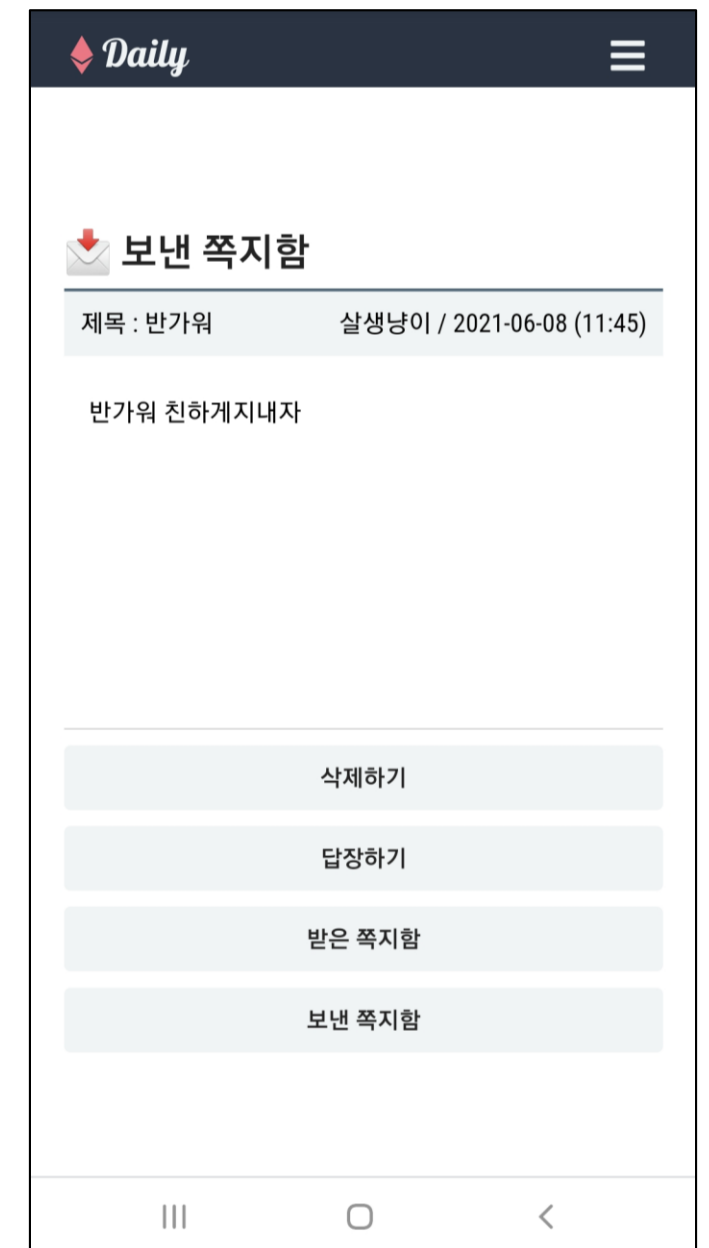 Daily
보낸 쪽지함
제목 : 반가워 살생냥이 / 2021-06-08 (11:45)
반가워 친하게지내자
삭제하기
답장하기
받은 쪽지함
보낸 쪽지함